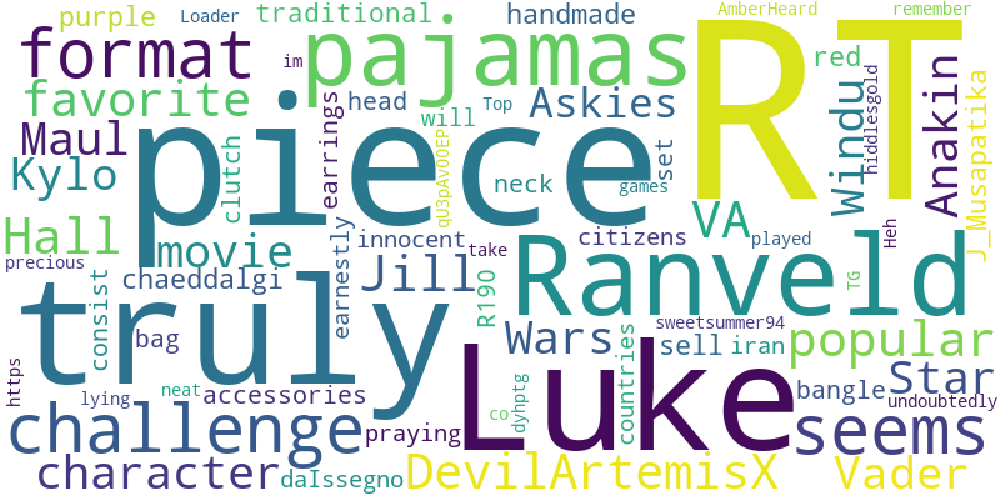 purple
Loader
traditional
handmade
AmberHeard
remember
format
im
pajamas
RT
red
favorite
head
will
Top
Askies
Windu
hiddlesgold
Anakin
J_Musapatika
Maul
piece
earrings
clutch
qU3pAv0OEP
neck
set
games
Kylo
Hall
movie
innocent
take
citizens
VA
played
Heh
precious
consist
chaeddalgi
earnestly
Jill
R190
Ranveld
TG
truly
bag
Wars
countries
sweetsummer94
sell
iran
popular
https
lying
neat
accessories
Luke
co
dyhptg
bangle
Star
undoubtedly
challenge
praying
seems
character
daIssegno
DevilArtemisX
Vader